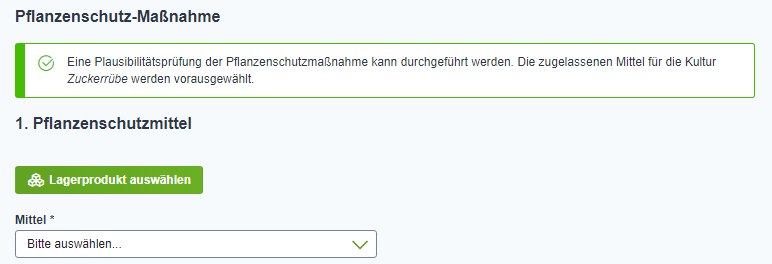 Pflanzenschutz-Maßnahme
Eine Plausibilitätsprüfung der Pflanzenschutzmaßnahme kann durchgeführt werden. Die zugelassenen Mittel für die Kultur
Zuckerrübe werden vorausgewählt.
1. Pflanzenschutzmittel
Lagerprodukt auswählen
Mittel *
Bitte auswählen...